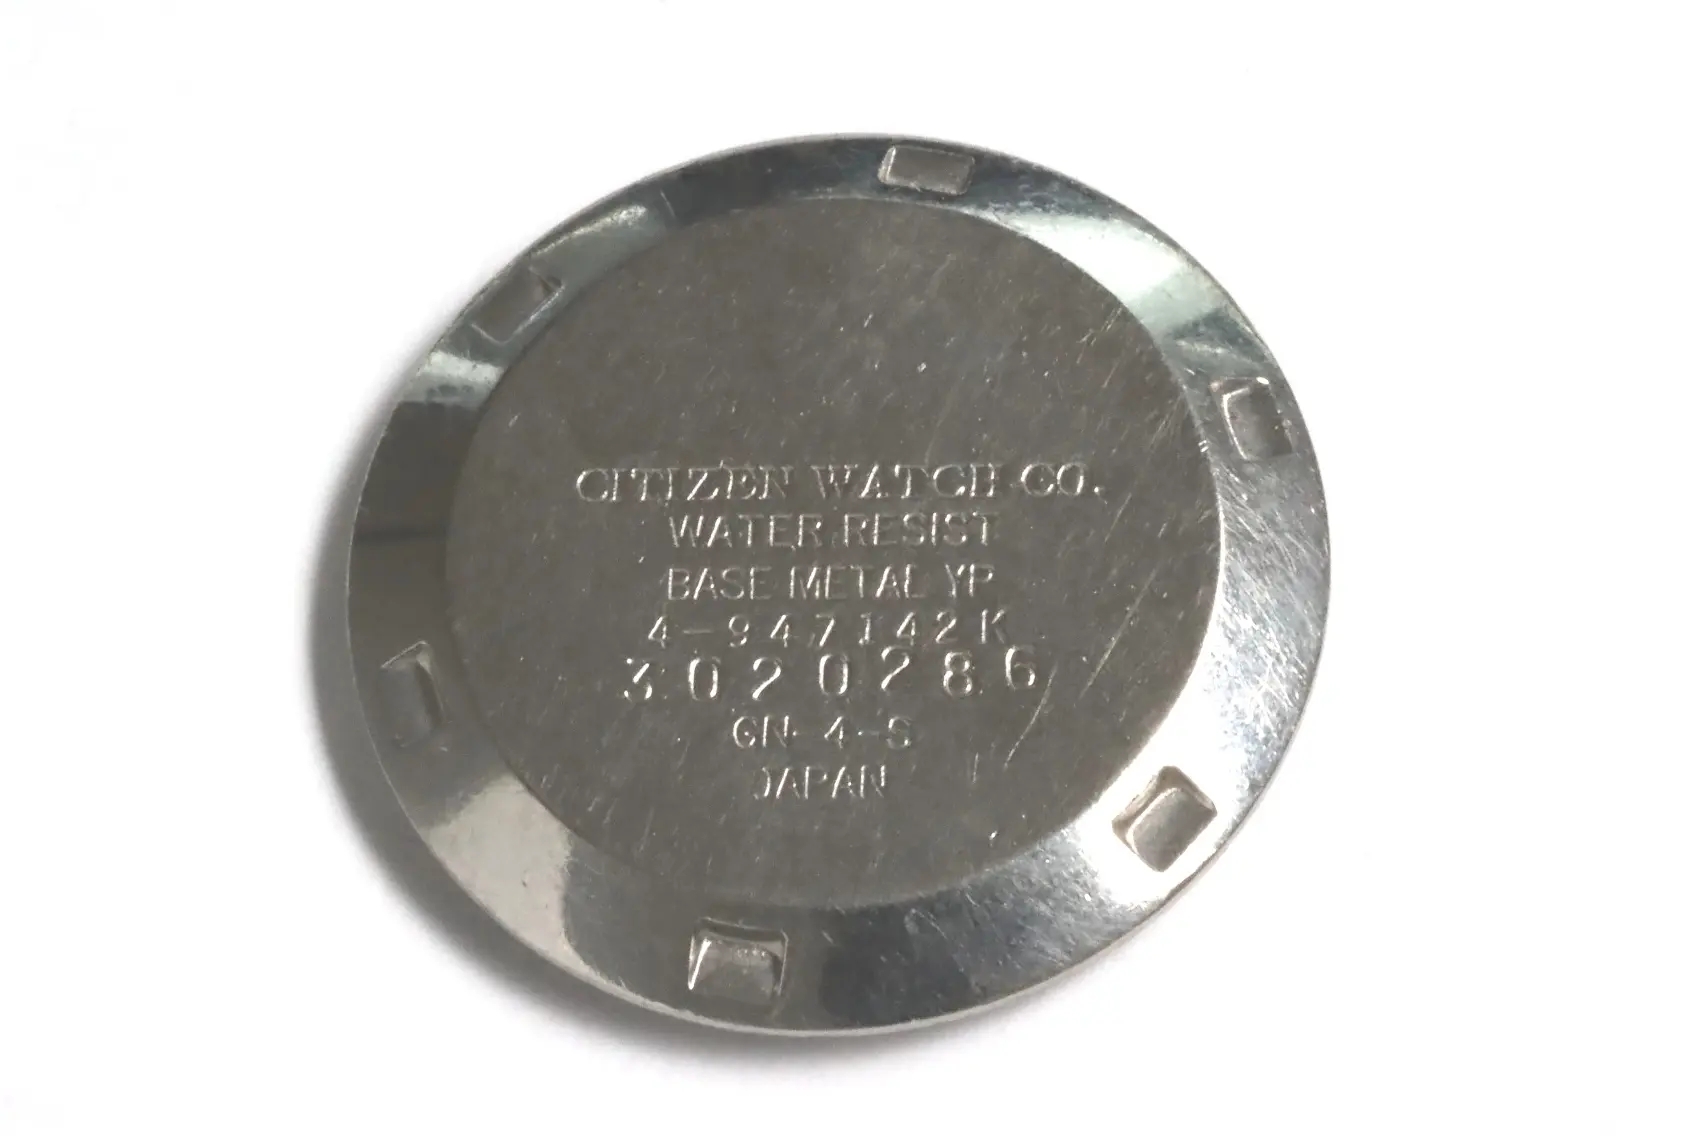 CITIZEN WATCH CO.
WATER RESIST
BASE METAL YP
4-947142K
3020286
GN-4-S
JAPAN